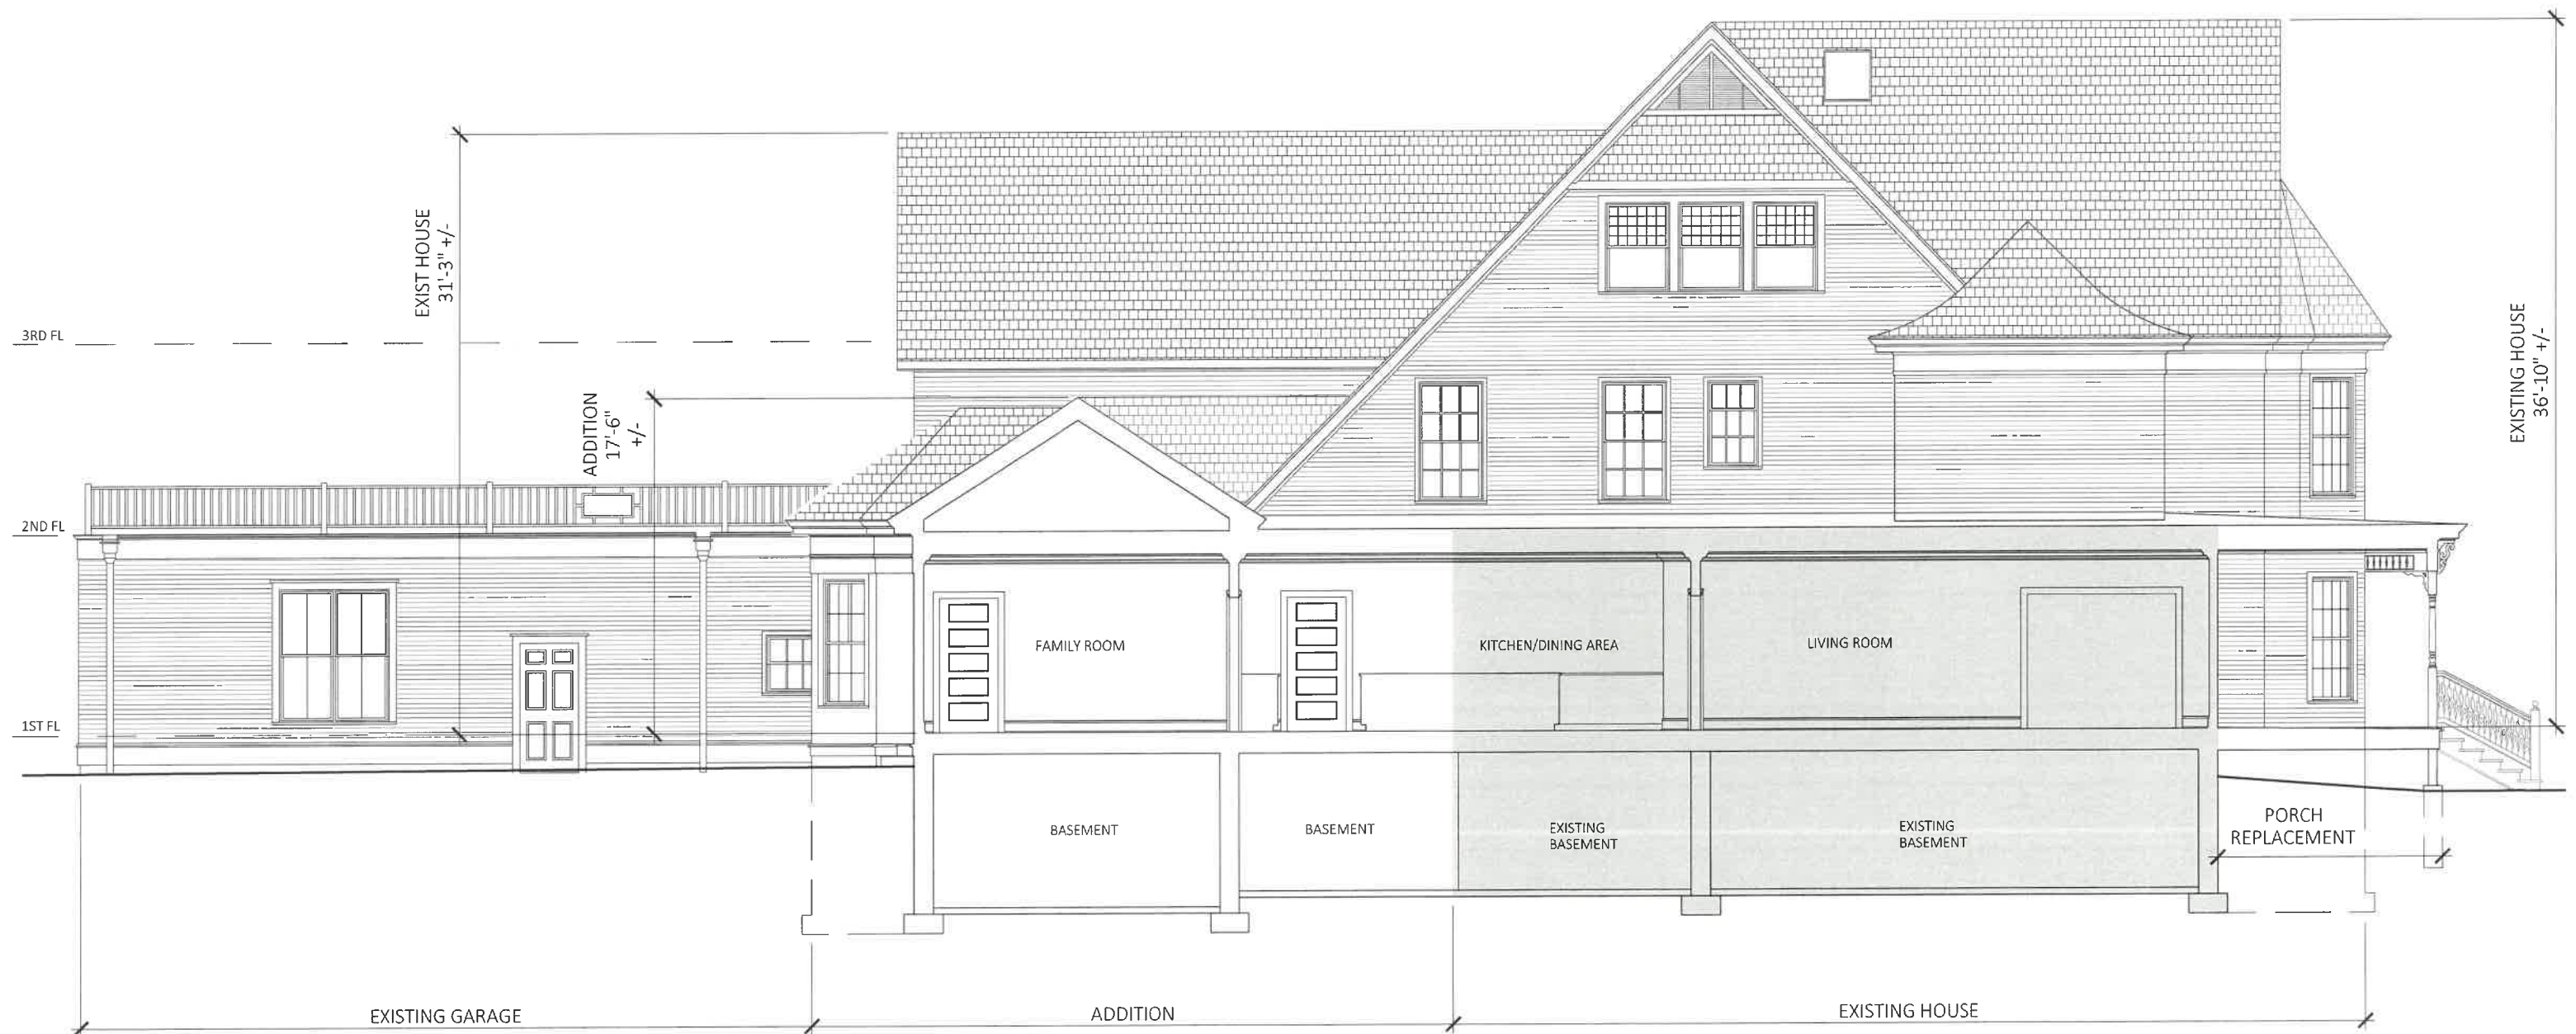 EXIST HOUSE
31'-3" +/-
3RD FL
EXISTING HOUSE
36'-10" +/-
ADDITION
17'-6"
+/-
2ND FL
FAMILY ROOM
KITCHEN/DINING AREA
LIVING ROOM
1ST FL
BASEMENT
BASEMENT
EXISTING
BASEMENT
EXISTING
BASEMENT
PORCH
REPLACEMENT
EXISTING GARAGE
ADDITION
EXISTING HOUSE